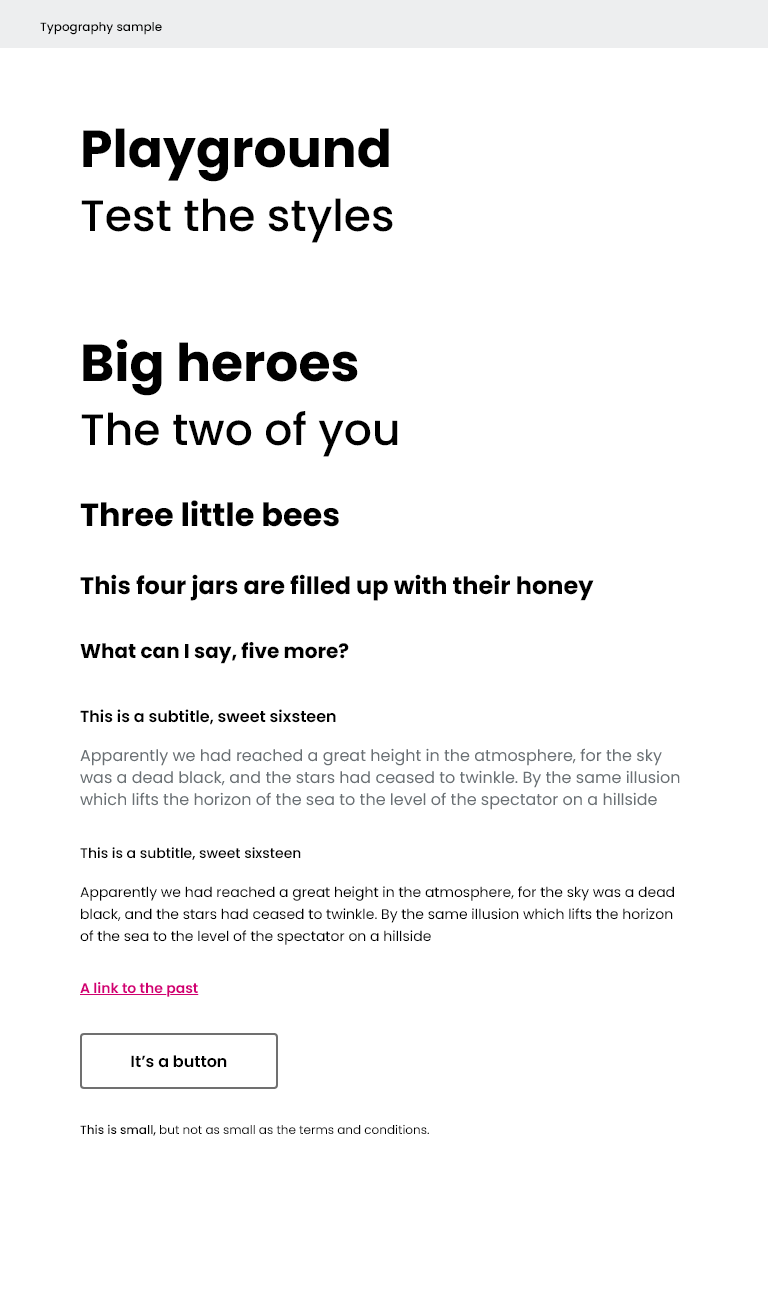 Typography sample
Playground
Test the styles
Big heroes
The two of you
Three little bees
This four jars are filled up with their honey
What can I say, five more?
This is a subtitle, sweet sixsteen
Apparently we had reached a great height in the atmosphere, for the sky
was a dead black, and the stars had ceased to twinkle. By the same illusion
which lifts the horizon of the sea to the level of the spectator on a hillside
This is a subtitle, sweet sixsteen
Apparently we had reached a great height in the atmosphere, for the sky was a dead
black, and the stars had ceased to twinkle. By the same illusion which lifts the horizon
of the sea to the level of the spectator on a hillside
A link to the past
It’s a button
This is small, but not as small as the terms and conditions.